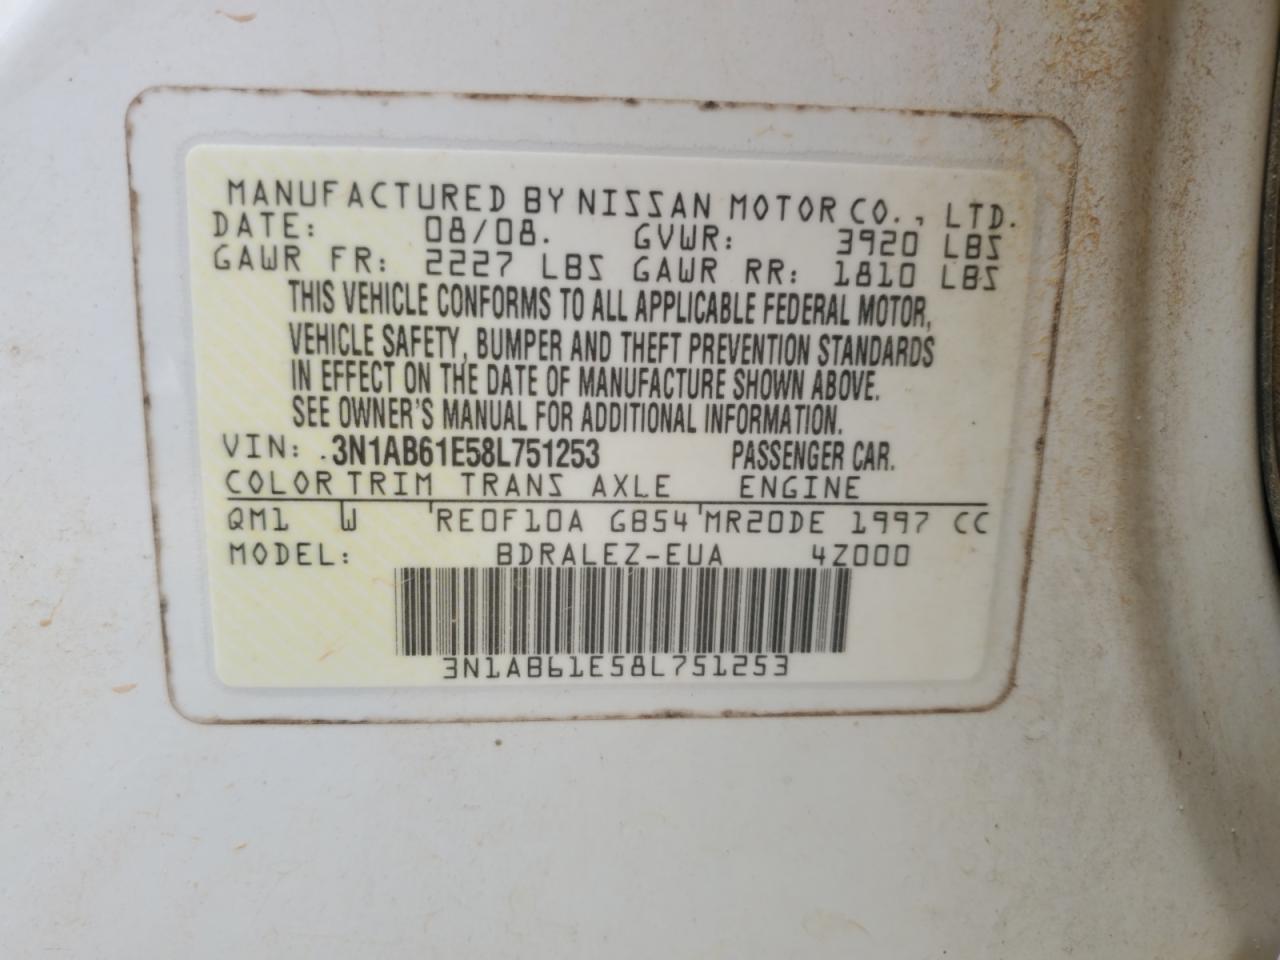 MANUFACTURED BY NISSAN MOTOR CO., LTD.
DATE: 08/08. GVWR: 3920 LBS
GAWR FR: 2227 LBS GAWR RR: 1810 LBS
THIS VEHICLE CONFORMS TO ALL APPLICABLE FEDERAL MOTOR,
VEHICLE SAFETY, BUMPER AND THEFT PREVENTION STANDARDS
IN EFFECT ON THE DATE OF MANUFACTURE SHOWN ABOVE.
SEE OWNER'S MANUAL FOR ADDITIONAL INFORMATION.
VIN: .3N1AB61E58L751253 PASSENGER CAR.
COLOR TRIM TRANS AXLE ENGINE
QM1 W 'RE0F10A GB54'MR20DE 1997 CC
MODEL: BDRALEZ-EUA 4Z000
3N1AB61E58L751253